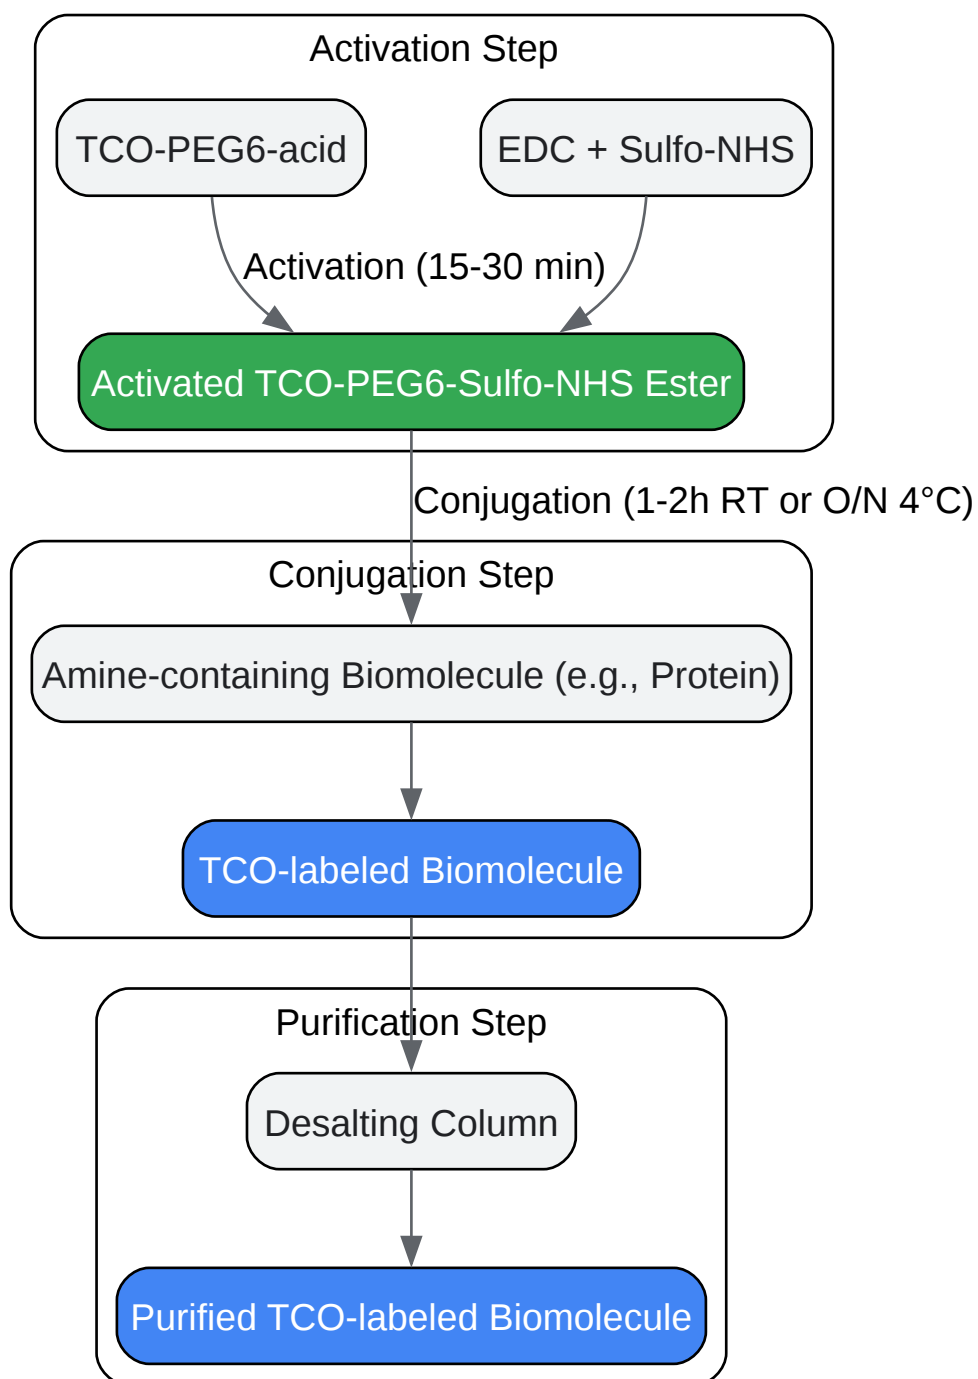 Activation Step
TCO-PEG6-acid
EDC + Sulfo-NHS
Activation (15-30 min)
Activated TCO-PEG6-Sulfo-NHS Ester
Conjugation (1-2h RT or O/N 4°C)
Conjugation Step
Amine-containing Biomolecule (e.g., Protein)
TCO-labeled Biomolecule
Purification Step
Desalting Column
Purified TCO-labeled Biomolecule